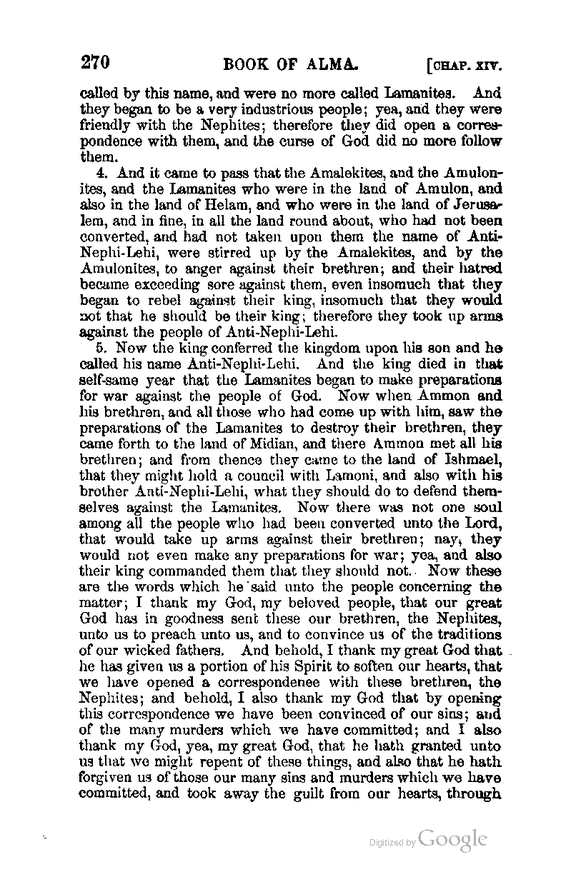 270 BOOK OF ALMA. [CHAP. XIV.
called by this name, and were no more called Lamanites. And
they began to be a very industrious people; yea, and they were
friendly with the Nephites; therefore they did open a corres-
pondence with them, and the curse of God did no more follow
them.
4. And it came to pass that the Amalekites, and the Amulon-
ites, and the Lamanites who were in the land of Amulon, and
also in the land of Helam, and who were in the land of Jerusa-
lem, and in fine, in all the land round about, who had not been
converted, and had not taken upon them the name of Anti-
Nephi-Lehi, were stirred up by the Amalekites, and by the
Amulonites, to anger against their brethren; and their hatred
became exceeding sore against them, even insomuch that they
began to rebel against their king, insomuch that they would
not that he should be their king; therefore they took up arms
against the people of Anti-Nephi-Lehi.
5. Now the king conferred the kingdom upon his son and he
called his name Anti-Nephi-Lehi. And the king died in that
self-same year that the Lamanites began to make preparations
for war against the people of God. Now when Ammon and
his brethren, and all those who had come up with him, saw the
preparations of the Lamanites to destroy their brethren, they
came forth to the land of Midian, and there Ammon met all his
brethren; and from thence they came to the land of Ishmael,
that they might hold a council with Lamoni, and also with his
brother Anti-Nephi-Lehi, what they should do to defend them-
selves against the Lamanites. Now there was not one soul
among all the people who had been converted unto the Lord,
that would take up arms against their brethren; nay, they
would not even make any preparations for war; yea, and also
their king commanded them that they should not. Now these
are the words which he said unto the people concerning the
matter; I thank my God, my beloved people, that our great
God has in goodness sent these our brethren, the Nephites,
unto us to preach unto us, and to convince us of the traditions
of our wicked fathers. And behold, I thank my great God that
he has given us a portion of his Spirit to soften our hearts, that
we have opened a correspondence with these brethren, the
Nephites; and behold, I also thank my God that by opening
this correspondence we have been convinced of our sins; and
of the many murders which we have committed; and I also
thank my God, yea, my great God, that he hath granted unto
us that we might repent of these things, and also that he hath
forgiven us of those our many sins and murders which we have
committed, and took away the guilt from our hearts, through
Digitized by Google